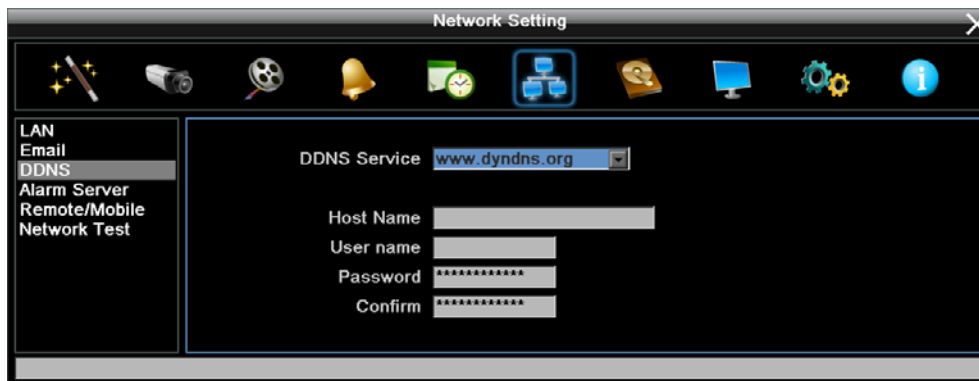 Network Setting
LAN
Email
DDNS
Alarm Server
Remote/Mobile
Network Test
DDNS Service www.dyndns.org
Host Name
User name
Password ************
Confirm ************